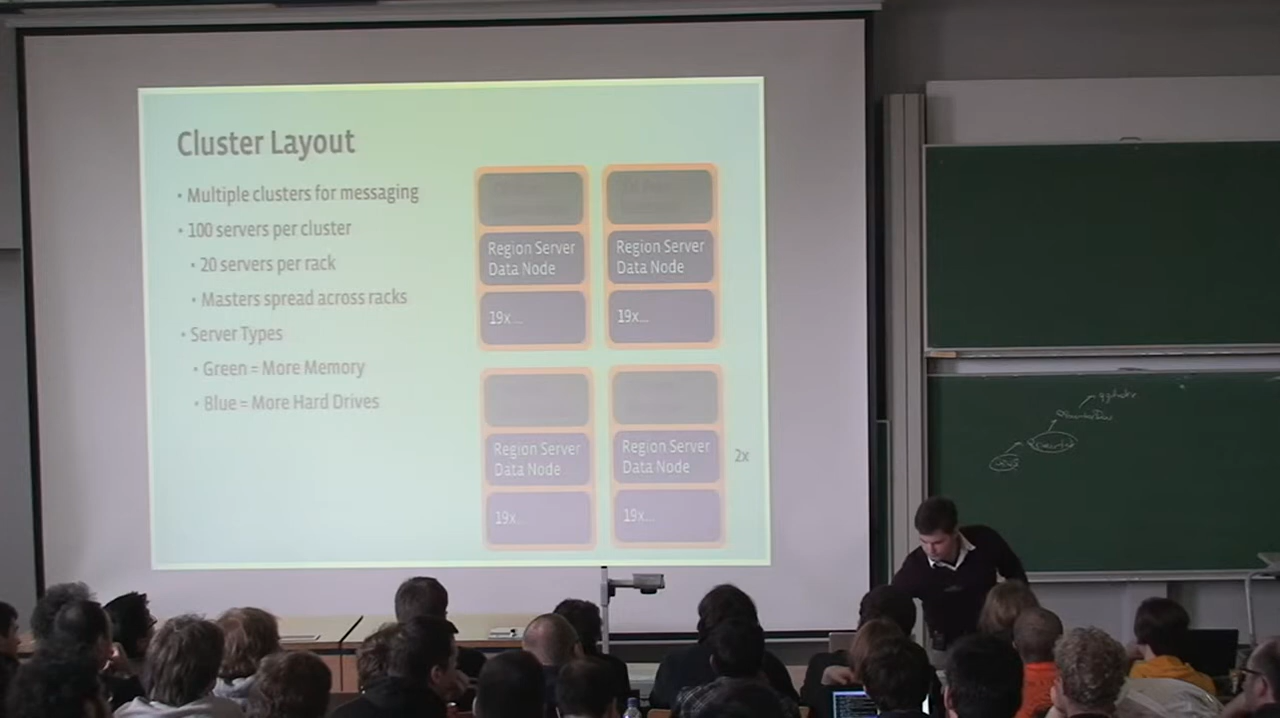 Cluster Layout
• Multiple clusters for messaging
• 100 servers per cluster
• 20 servers per rack
• Masters spread across racks
• Server Types
• Green = More Memory
• Blue = More Hard Drives
Region Server
Data Node
19x...
Region Server
Data Node
19x...
Region Server
Data Node
19x...
Region Server
Data Node
19x...
2x